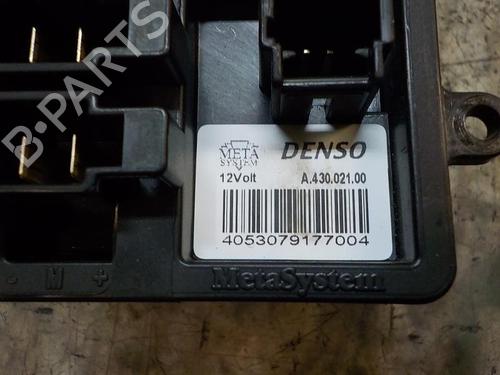 META
SYSTEM
DENSO
12Volt
A.430.021.00
4053079177004
- M +
MetaSystem
B-PARTS